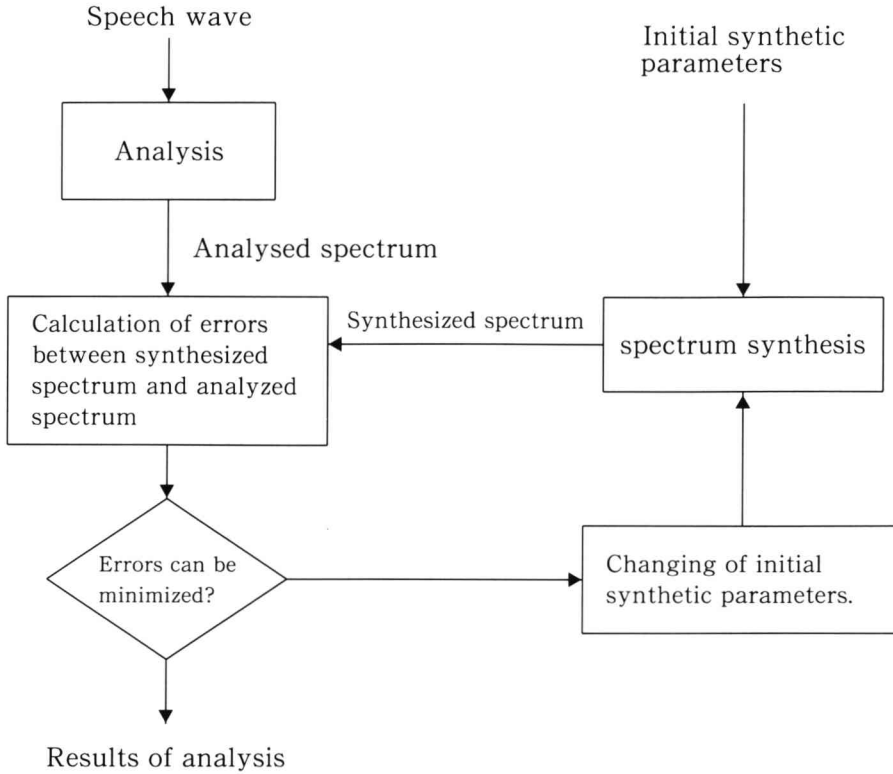 Speech wave
Initial synthetic
parameters
Analysis
Analysed spectrum
Calculation of errors
between synthesized
spectrum and analyzed
spectrum
Synthesized spectrum
spectrum synthesis
Errors can be
minimized?
Changing of initial
synthetic parameters.
Results of analysis